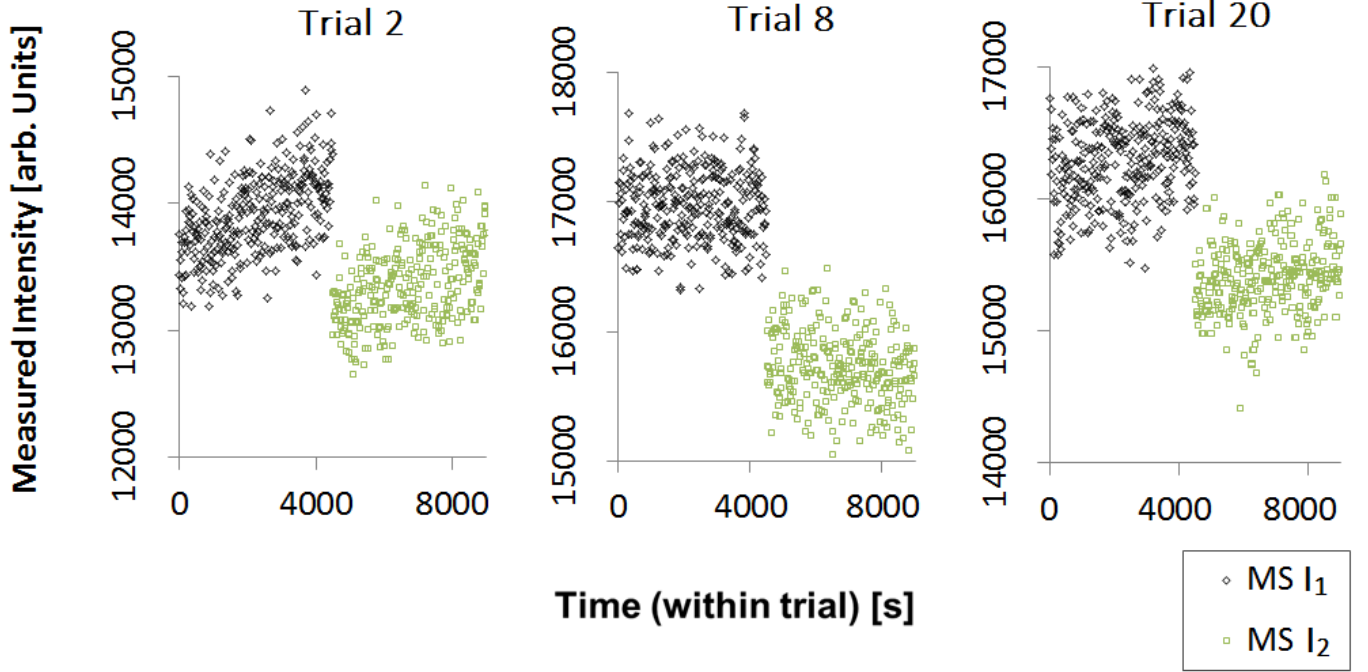 Trial 2
Trial 8
Trial 20
Measured Intensity [arb. Units]
15000
14000
13000
12000
0 4000 8000
18000
17000
16000
15000
0 4000 8000
17000
16000
15000
14000
0 4000 8000
Time (within trial) [s]
MS I1
MS I2